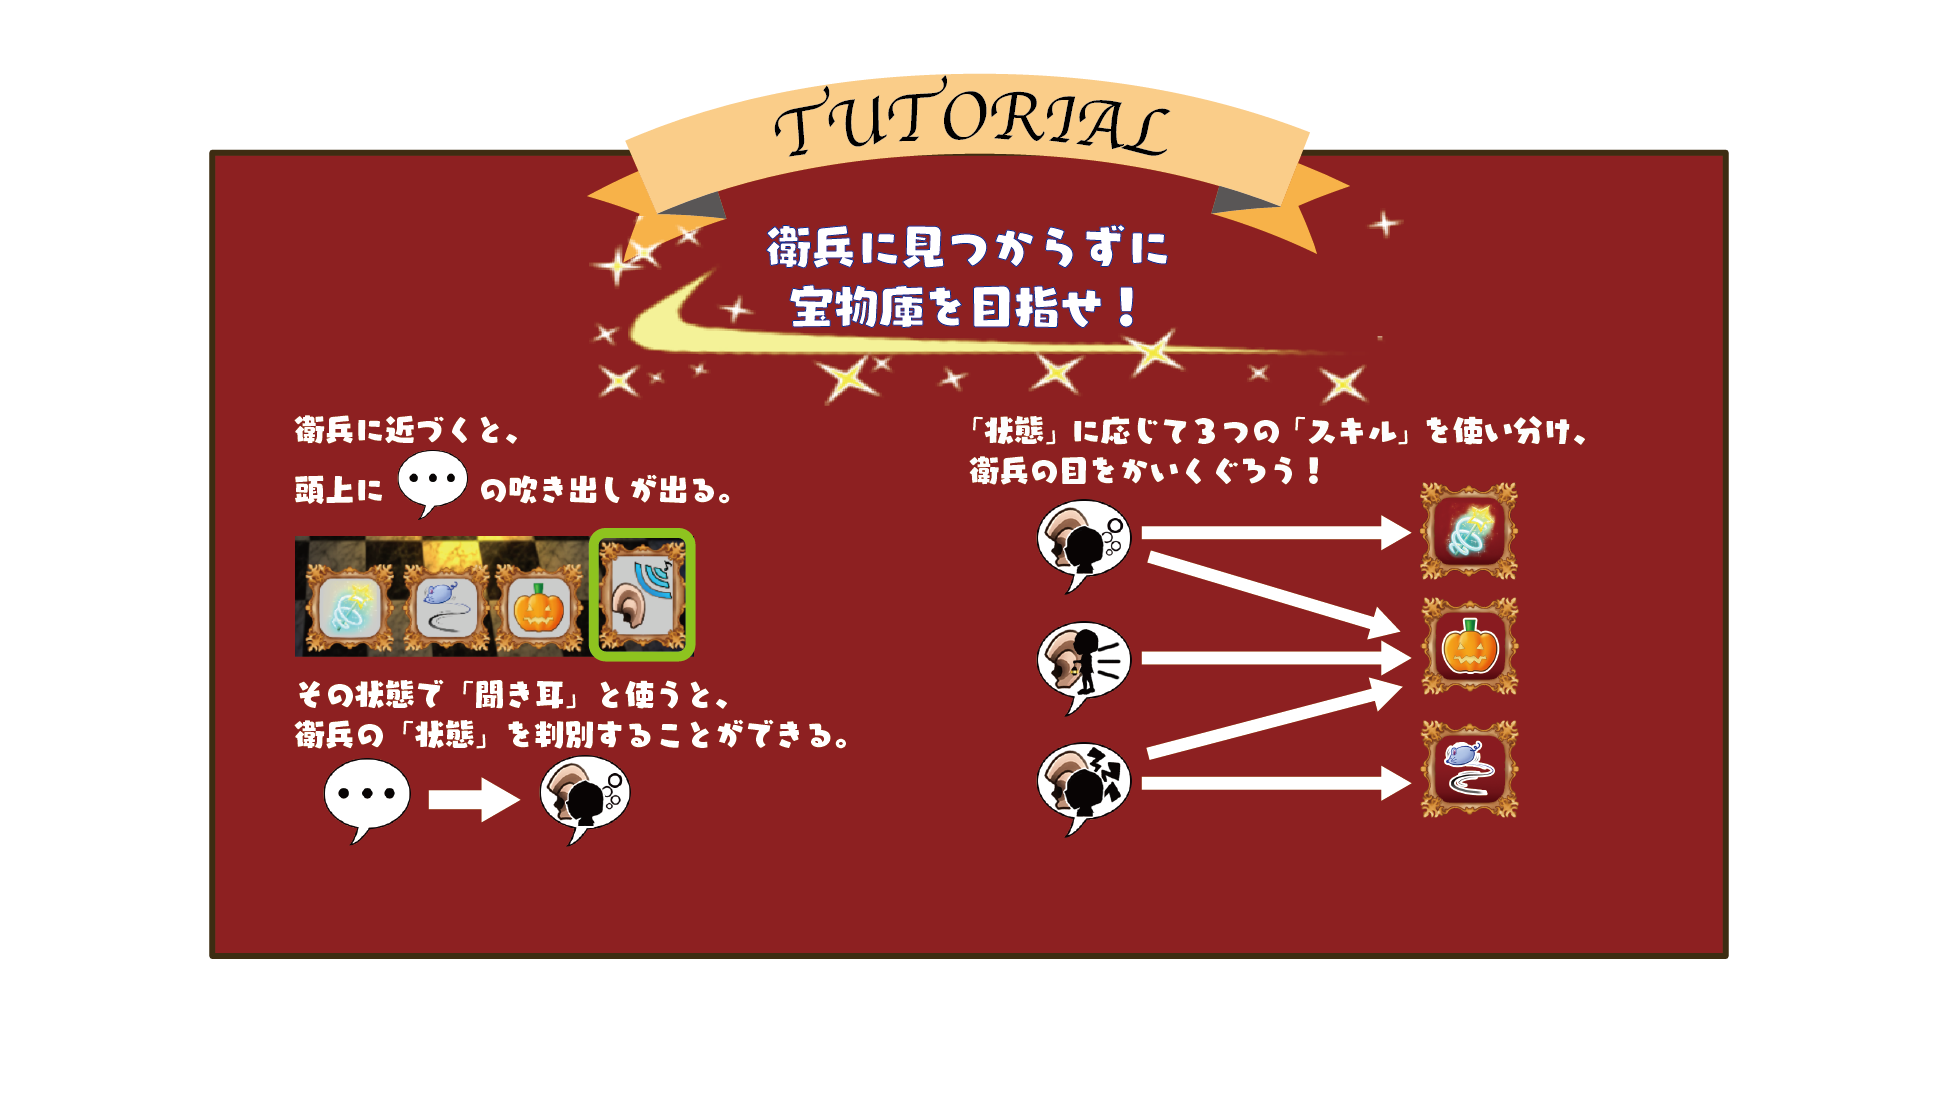 TUTORIAL
衛兵に見つからずに
宝物庫を目指せ！
衛兵に近づくと、
頭上に ••• の吹き出しが出る。
その状態で「聞き耳」と使うと、
衛兵の「状態」を判別することができる。
•••
「状態」に応じて３つの「スキル」を使い分け、
衛兵の目をかいくぐろう！